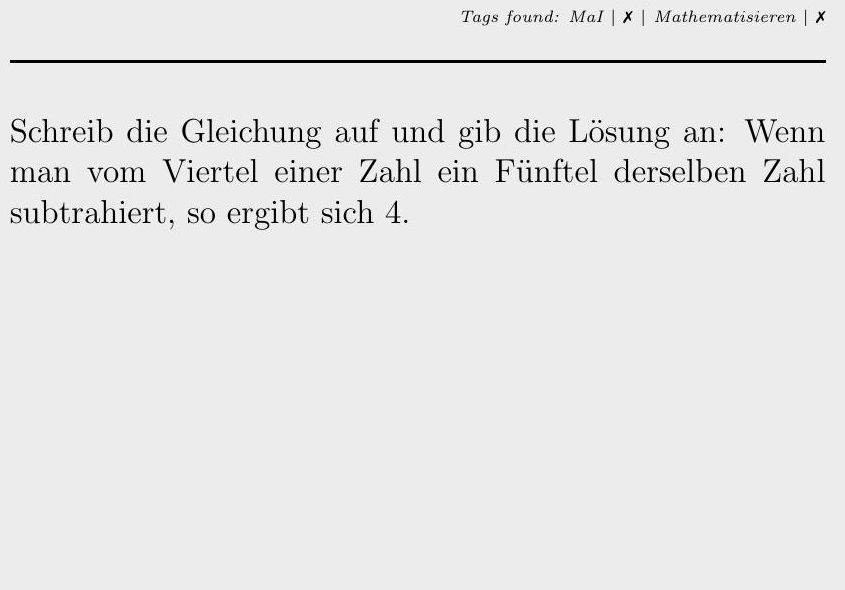 Tags found: MaI | ✗ | Mathematisieren | ✗
Schreib die Gleichung auf und gib die Lösung an: Wenn
man vom Viertel einer Zahl ein Fünftel derselben Zahl
subtrahiert, so ergibt sich 4.